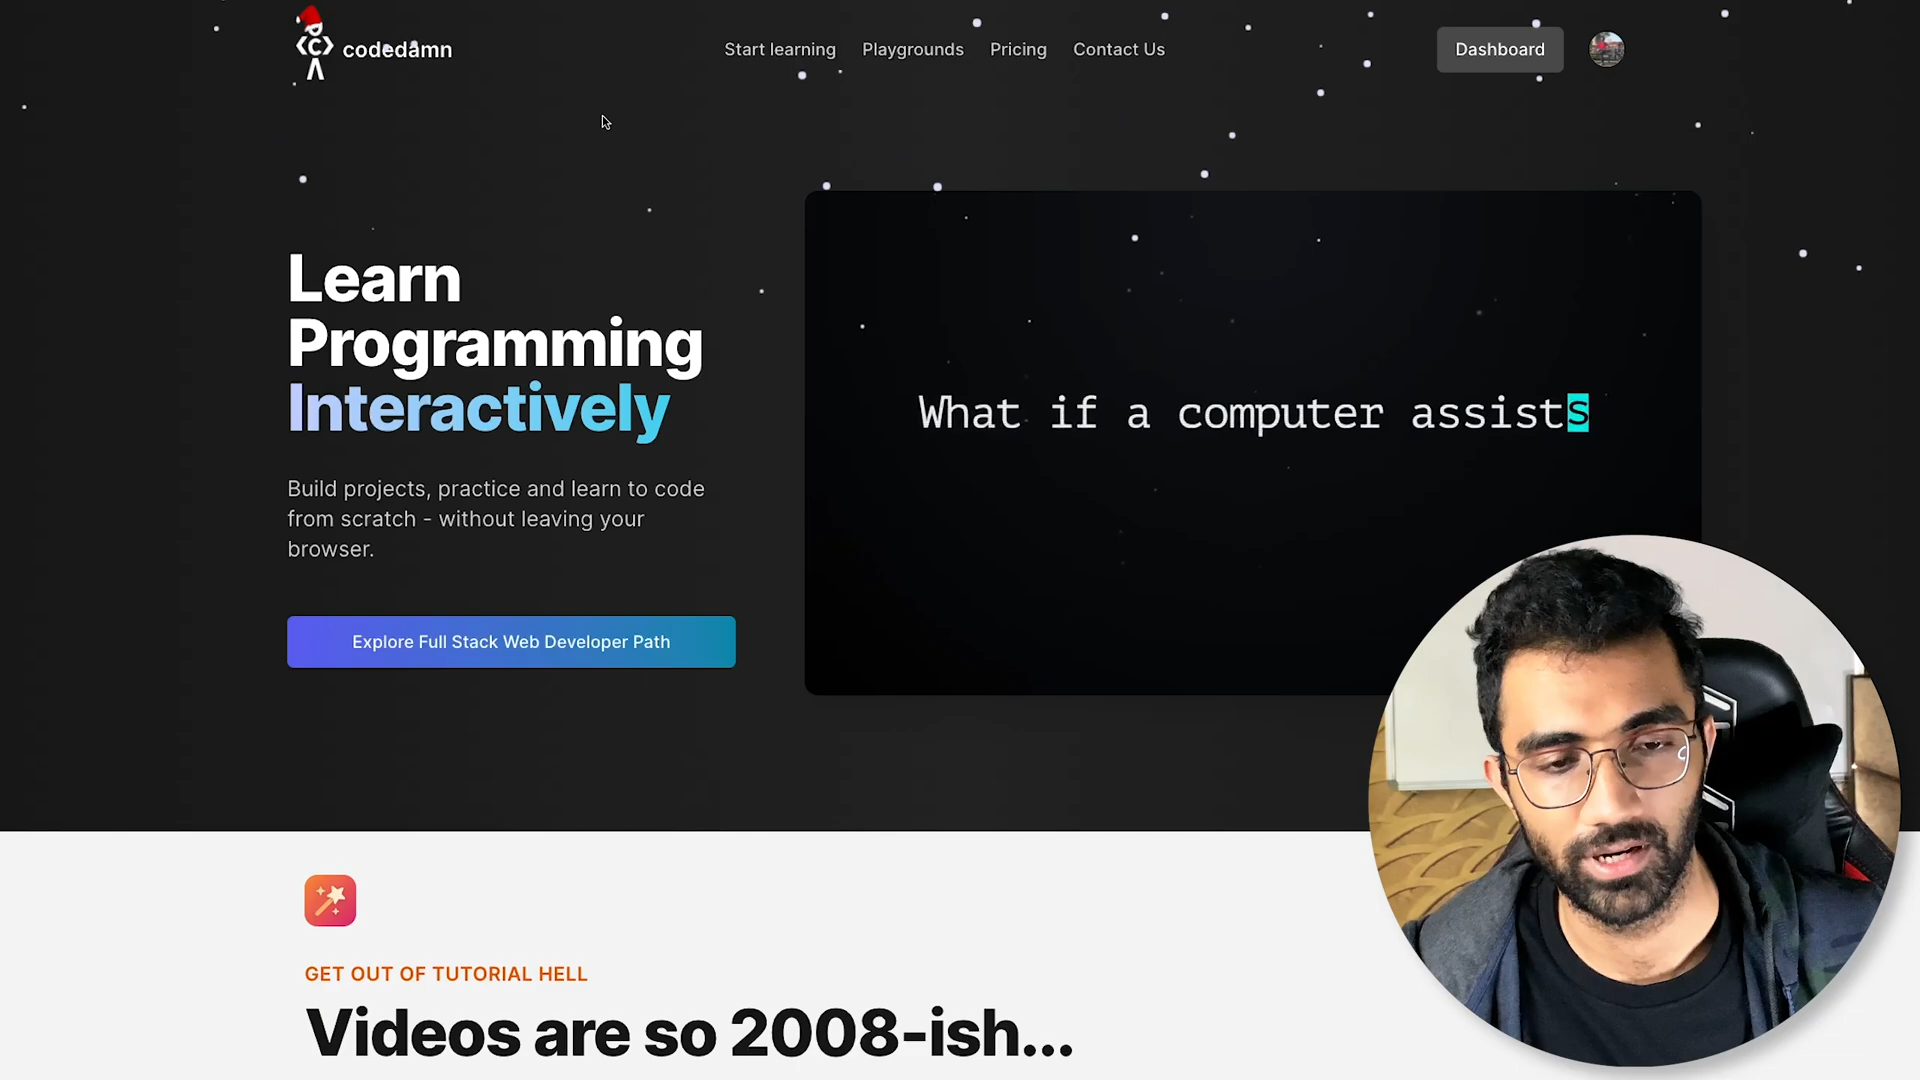 codedamn
Start learning
Playgrounds
Pricing
Contact Us
Dashboard
Learn
Programming
Interactively
Build projects, practice and learn to code
from scratch - without leaving your
browser.
Explore Full Stack Web Developer Path
What if a computer assists
GET OUT OF TUTORIAL HELL
Videos are so 2008-ish...